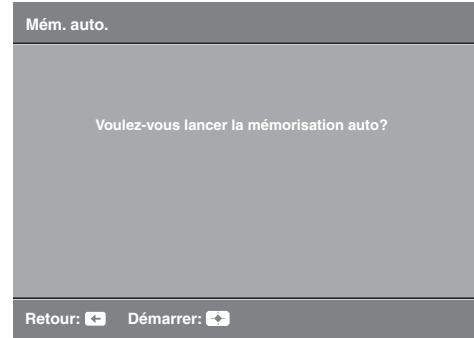 Mém. auto.
Voulez-vous lancer la mémorisation auto?
Retour: Démarrer: